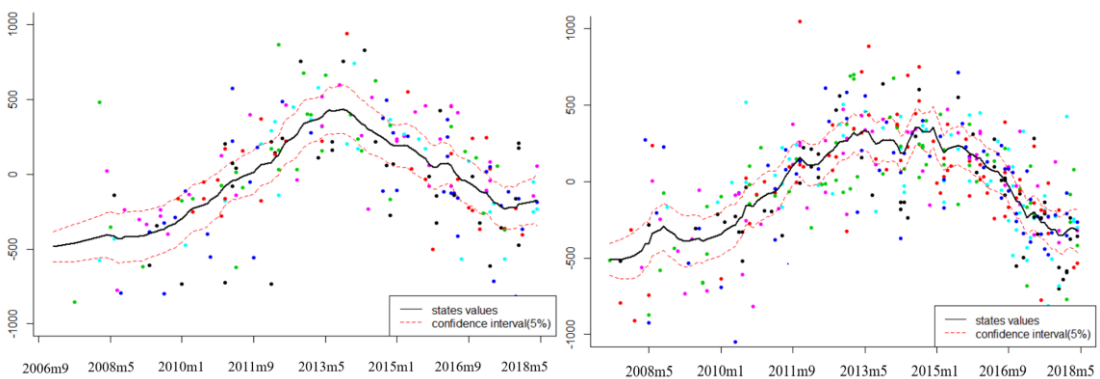 1000
500
0
-500
-1000
2006m9 2008m5 2010m1 2011m9 2013m5 2015m1 2016m9 2018m5
states values
confidence interval(5%)
1000
500
0
-500
-1000
2008m5 2010m1 2011m9 2013m5 2015m1 2016m9 2018m5
states values
confidence interval(5%)